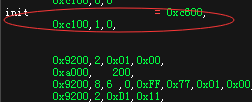 0xc100,0,0
init = 0xc600,
0xc100,1,0,
0x9200,2,0x01,0x00,
0xa000, 200,
0x9200,8,6 ,0,0xFF,0x77,0x01,0x00
0x9200,2,0xD1,0x11,